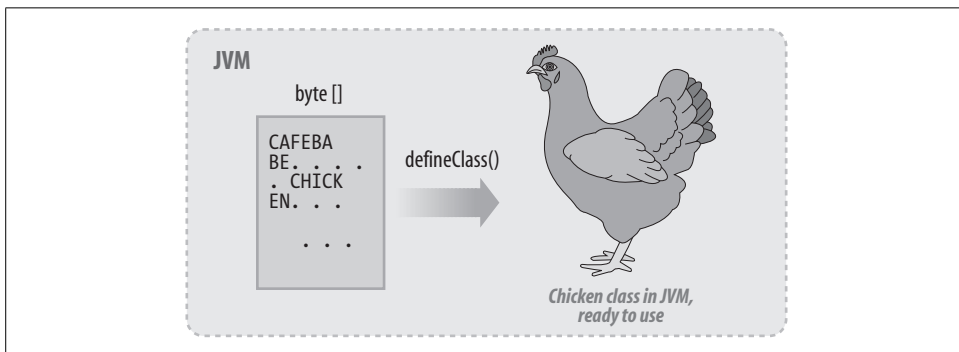 JVM
byte []
CAFEBA
BE. . . .
. CHICK
EN. . .
. . .
defineClass()
Chicken class in JVM,
ready to use